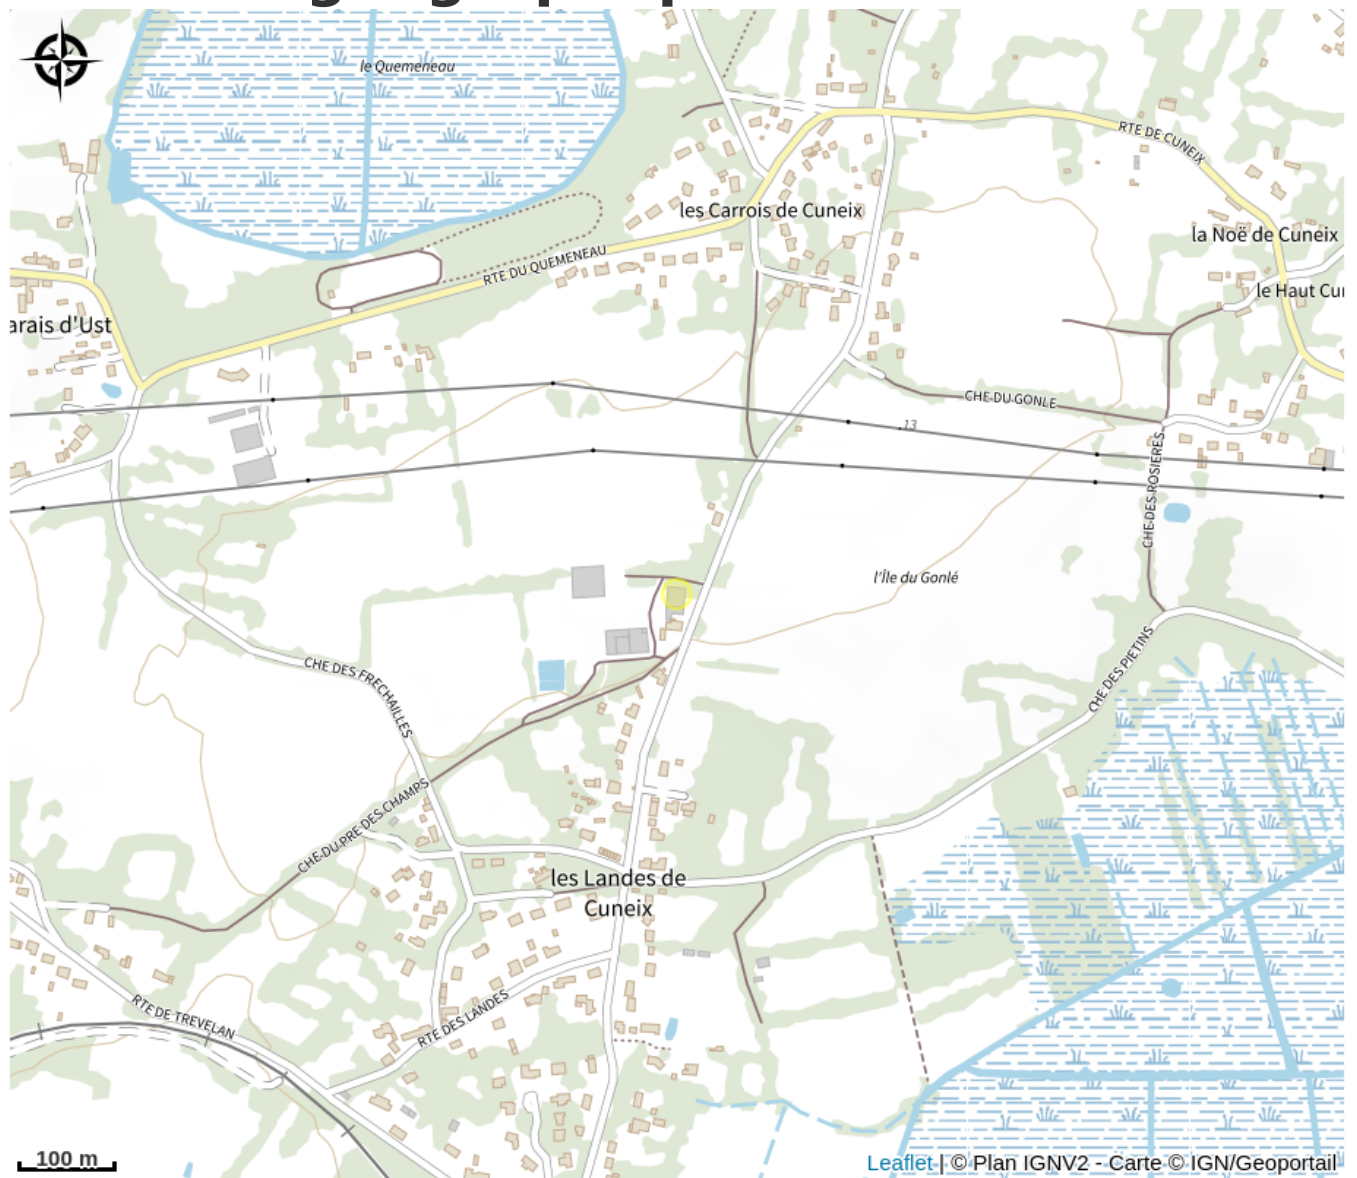 le Quemeneau
RTE DE CUNEIX
les Carrois de Cuneix
la Noë de Cuneix
RTE DU QUEMENEAU
le Haut Cu
arais d'Ust
CHE DU GONLE
13
CHE DES ROSIERES
l'Île du Gonlé
CHE DES PIETINS
CHE DES FRECHAILLES
CHE DU PRE DES CHAMPS
les Landes de
Cuneix
RTE DE TREVELAN
RTE DES LANDES
100 m
Leaflet | © Plan IGNV2 - Carte © IGN/Geoportail